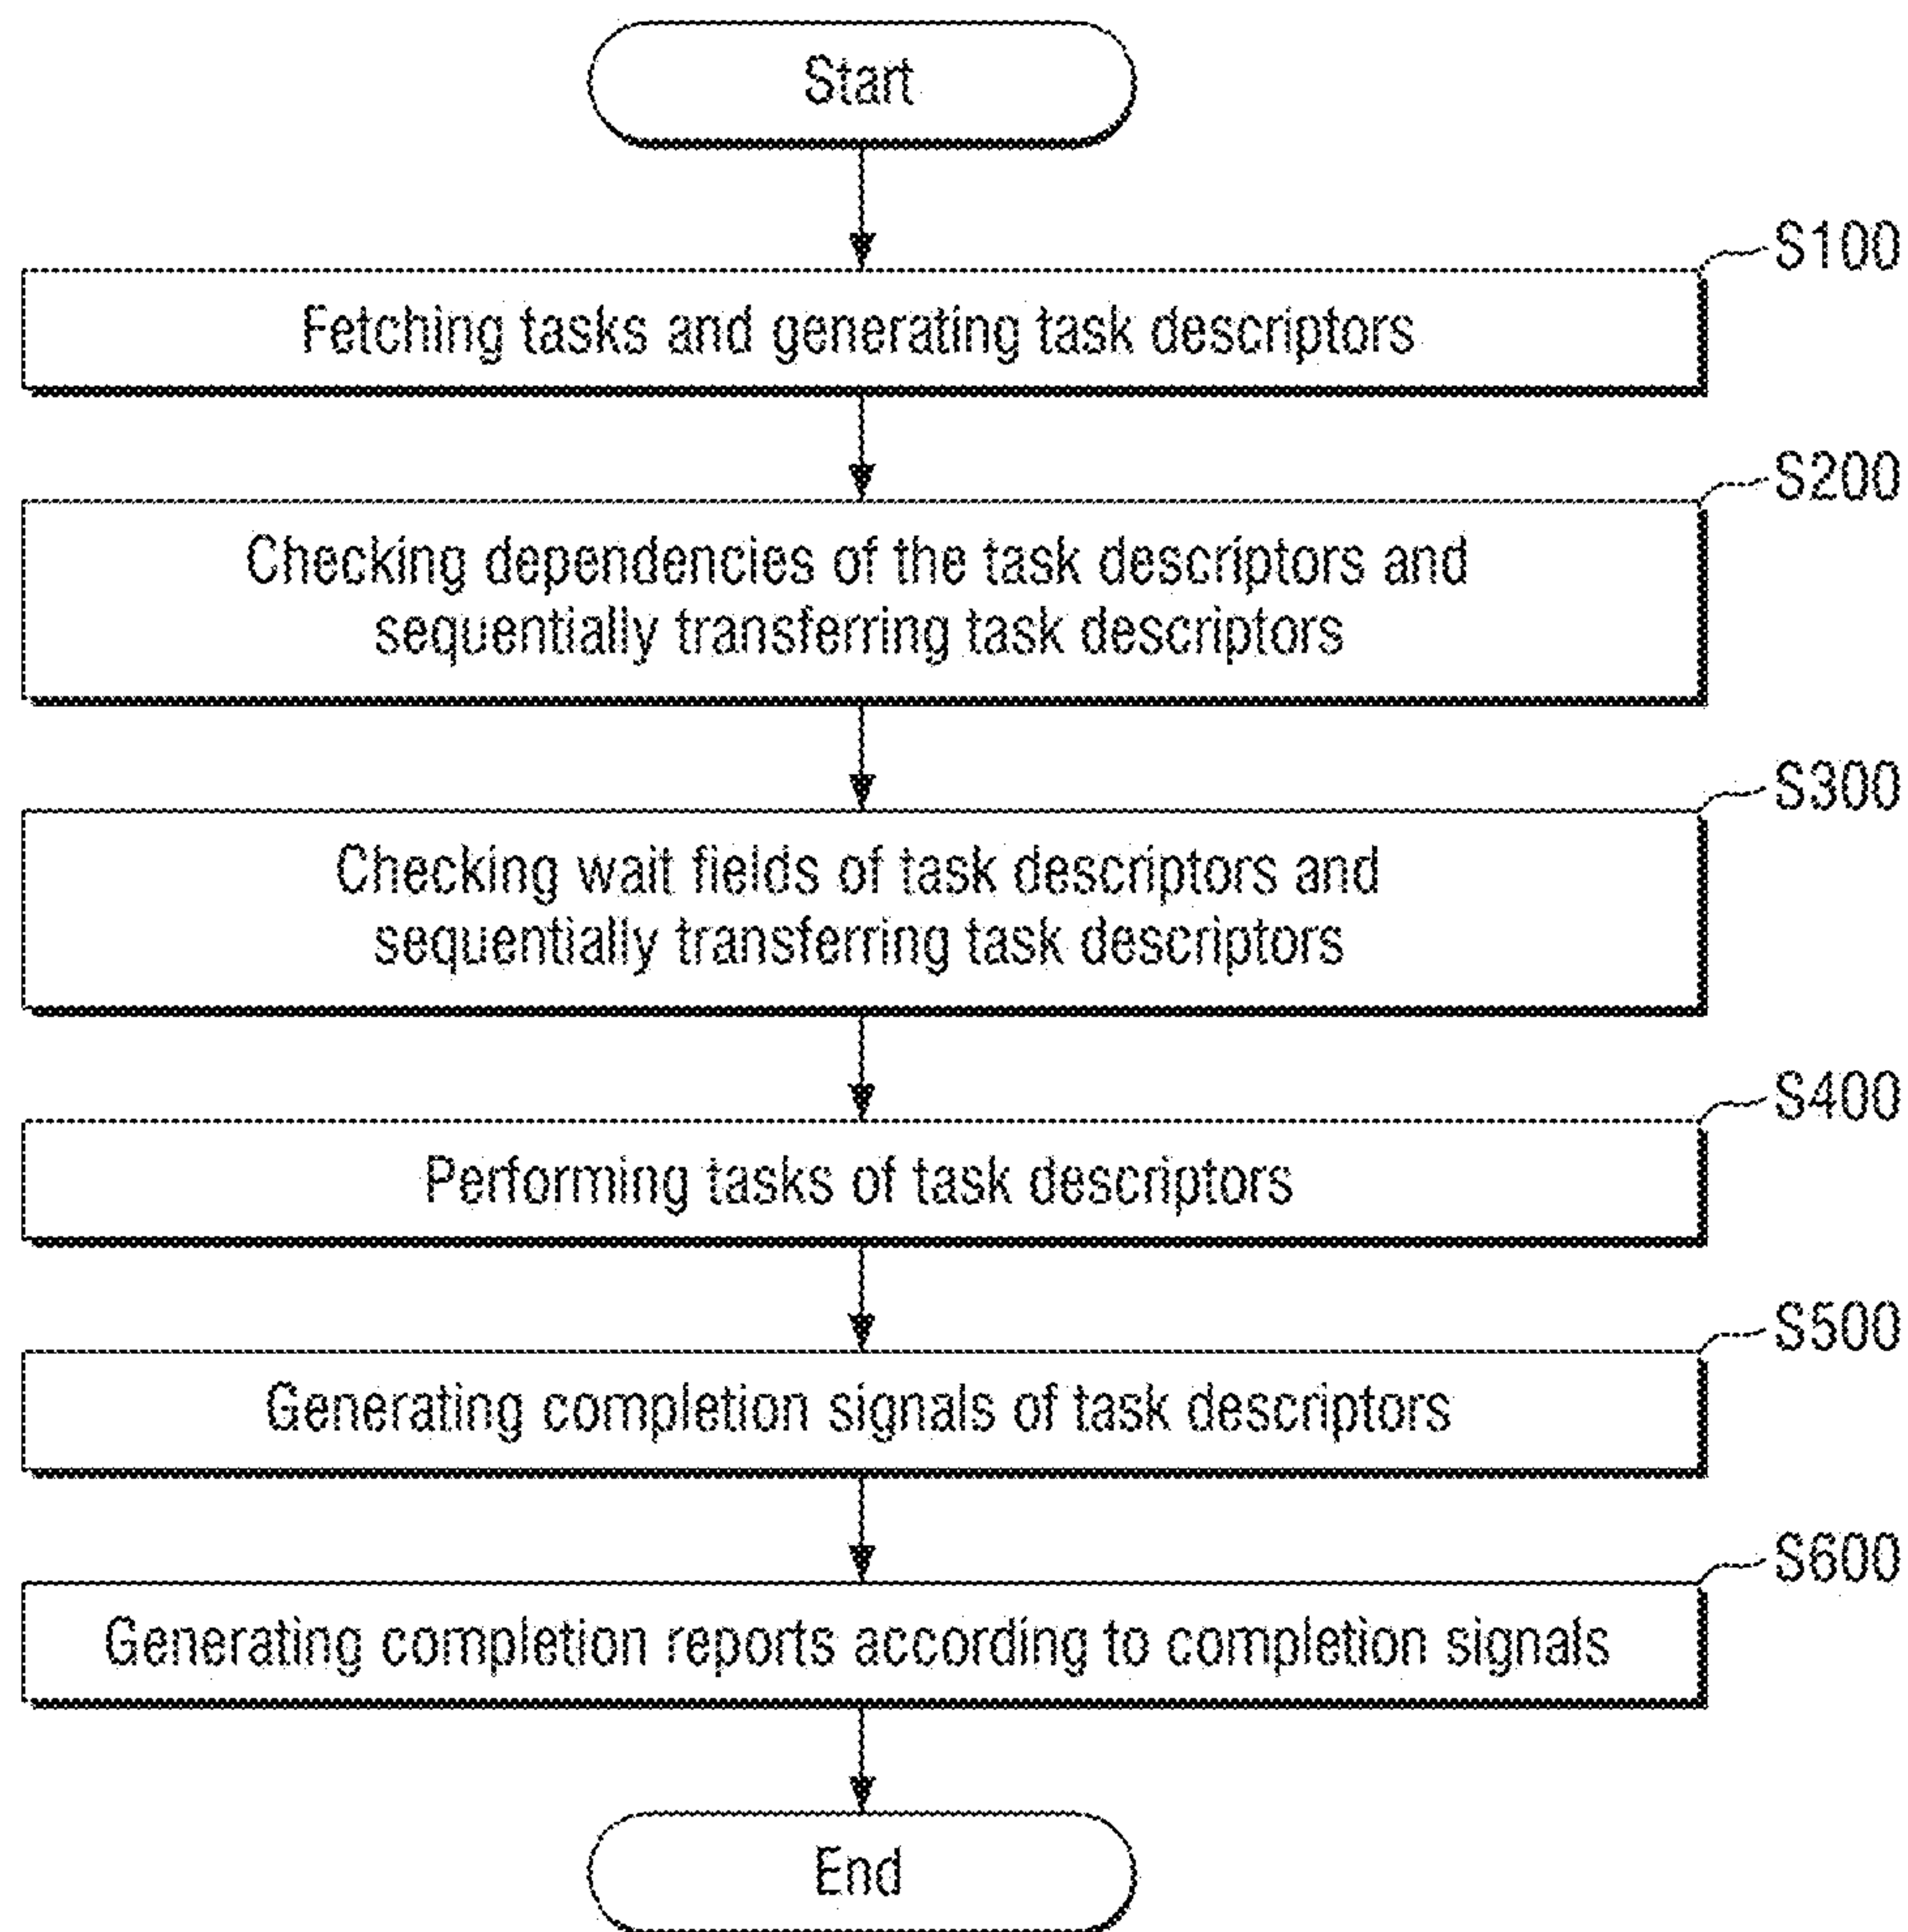 Start
S100
Fetching tasks and generating task descriptors
S200
Checking dependencies of the task descriptors and
sequentially transferring task descriptors
S300
Checking wait fields of task descriptors and
sequentially transferring task descriptors
S400
Performing tasks of task descriptors
S500
Generating completion signals of task descriptors
S600
Generating completion reports according to completion signals
End